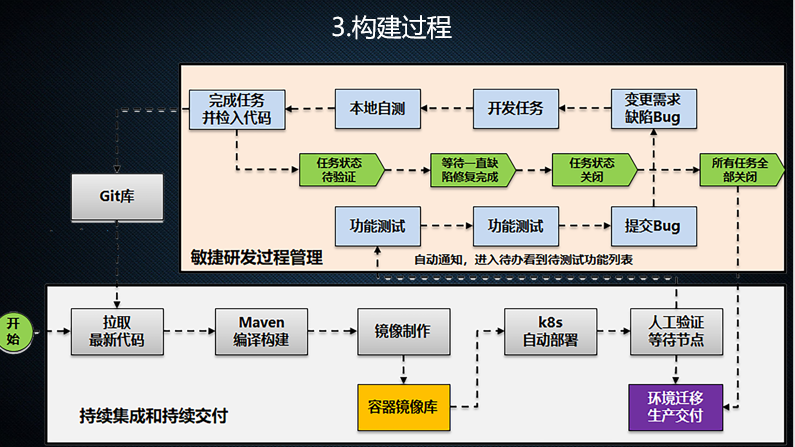 3.构建过程
完成任务
并检入代码
本地自测
开发任务
变更需求
缺陷Bug
任务状态
待验证
等待一直缺
陷修复完成
任务状态
关闭
所有任务全
部关闭
Git库
功能测试
功能测试
提交Bug
敏捷研发过程管理
自动通知，进入待办看到待测试功能列表
开
始
拉取
最新代码
Maven
编译构建
镜像制作
k8s
自动部署
人工验证
等待节点
容器镜像库
环境迁移
生产交付
持续集成和持续交付